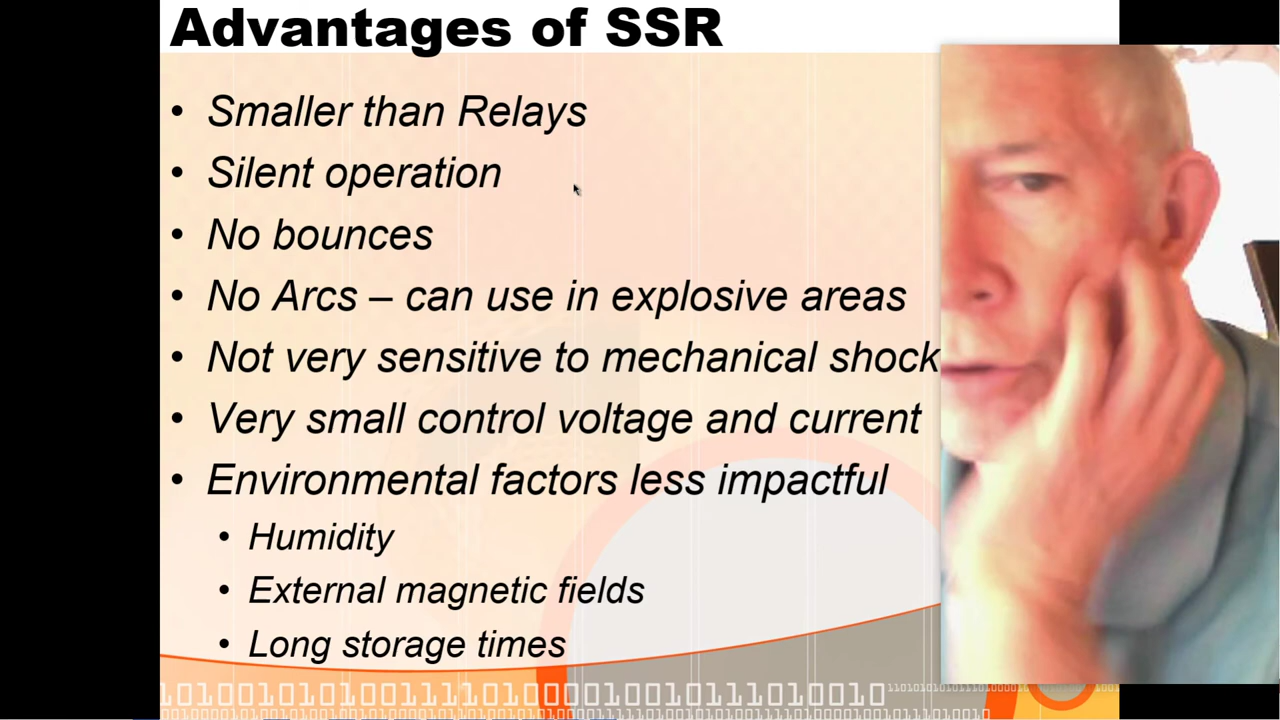 Advantages of SSR
• Smaller than Relays
• Silent operation
• No bounces
• No Arcs – can use in explosive areas
• Not very sensitive to mechanical shock
• Very small control voltage and current
• Environmental factors less impactful
• Humidity
• External magnetic fields
• Long storage times